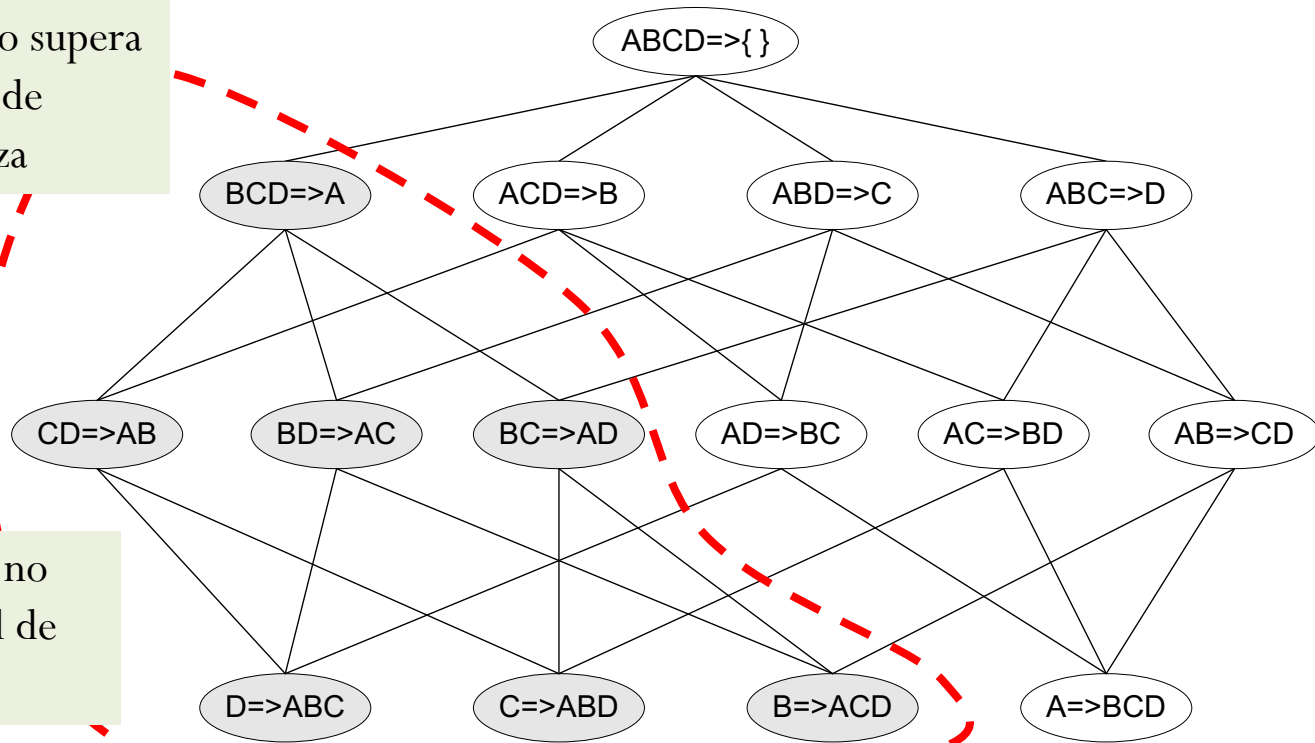 o supera
de
za
ABCD=>{ }
BCD=>A ACD=>B ABD=>C ABC=>D
CD=>AB BD=>AC BC=>AD AD=>BC AC=>BD AB=>CD
no
de
D=>ABC C=>ABD B=>ACD A=>BCD